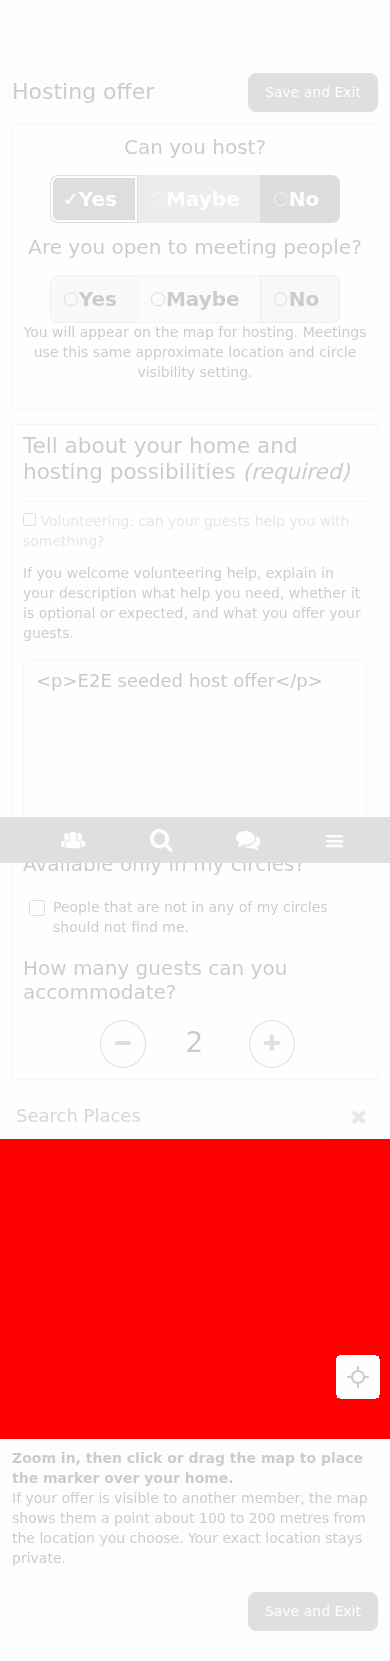 Hosting offer
Save and Exit
Can you host?
✓Yes
Maybe
No
Are you open to meeting people?
Yes
Maybe
No
You will appear on the map for hosting. Meetings
use this same approximate location and circle
visibility setting.
Tell about your home and
hosting possibilities (required)
Volunteering: can your guests help you with
something?
If you welcome volunteering help, explain in
your description what help you need, whether it
is optional or expected, and what you offer your
guests.
<p>E2E seeded host offer</p>
Available only in my circles?
People that are not in any of my circles
should not find me.
How many guests can you
accommodate?
2
Search Places
Zoom in, then click or drag the map to place
the marker over your home.
If your offer is visible to another member, the map
shows them a point about 100 to 200 metres from
the location you choose. Your exact location stays
private.
Save and Exit